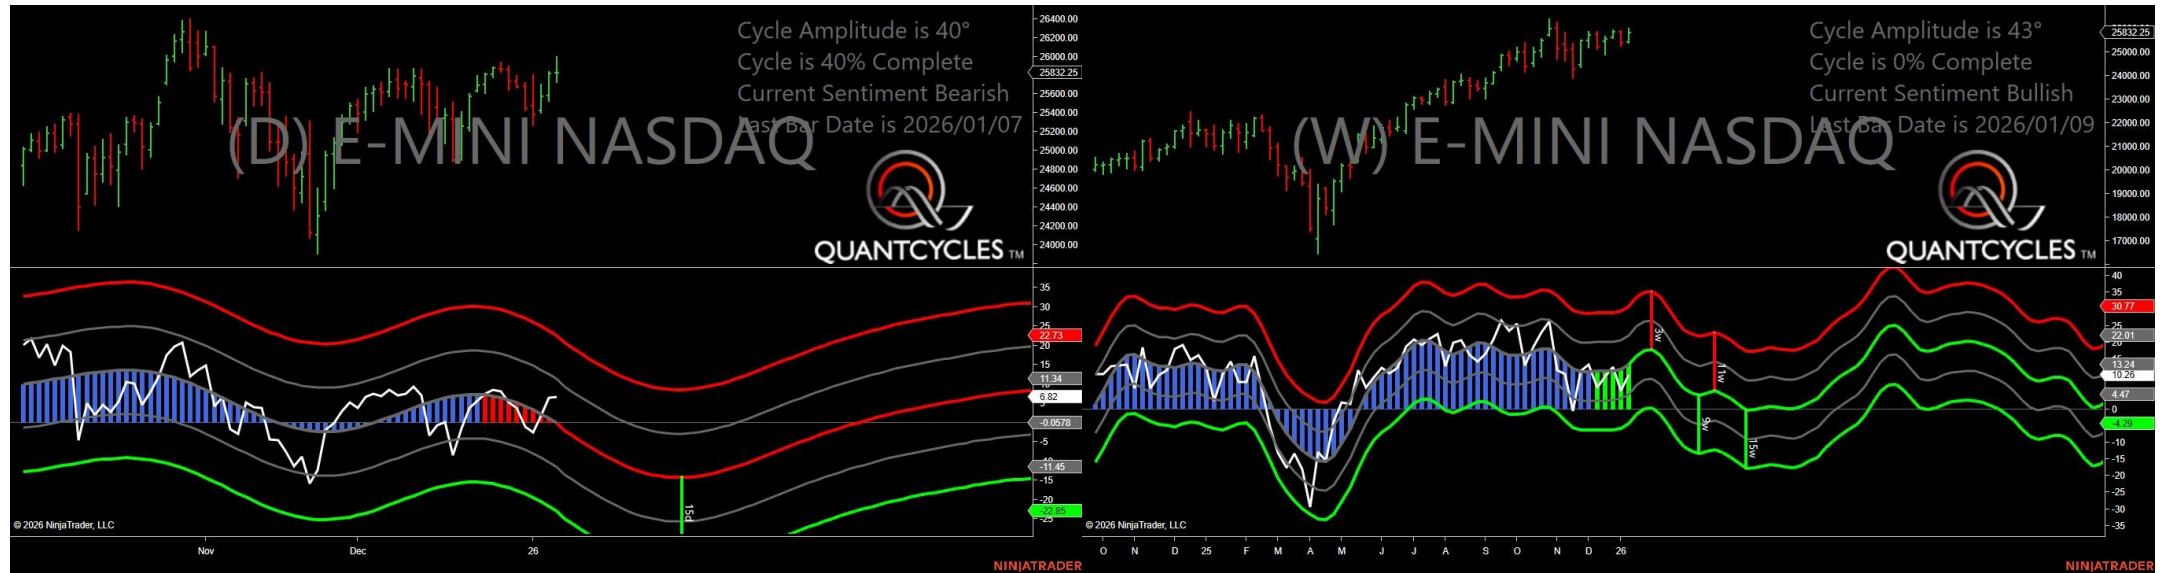 Cycle Amplitude is 40°
Cycle is 40% Complete
Current Sentiment Bearish
Last Bar Date is 2026/01/07
(D) E-MINI NASDAQ
QUANTCYCLES TM
26400.00
26200.00
26000.00
25832.25
25600.00
25400.00
25200.00
25000.00
24800.00
24600.00
24400.00
24200.00
24000.00
35
30
25
22.73
20
15
11.34
6.82
5
-0.0578
-5
-11.45
-15
-20
-22.85
-25
15d
© 2026 NinjaTrader, LLC
Nov
Dec
26
NINJATRADER
Cycle Amplitude is 43°
Cycle is 0% Complete
Current Sentiment Bullish
Last Bar Date is 2026/01/09
(W) E-MINI NASDAQ
QUANTCYCLES TM
25832.25
25000.00
24000.00
23000.00
22000.00
21000.00
20000.00
19000.00
18000.00
17000.00
40
35
30.77
25
22.01
20
13.24
10.26
4.47
0
-4.29
-10
-15
-20
-25
-30
-35
3w
11w
9w
15w
© 2026 NinjaTrader, LLC
O N D 25 F M A M J J A S O N D 26
NINJATRADER